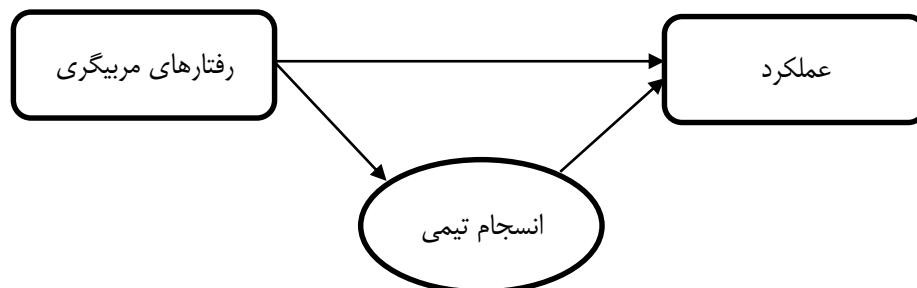 رفتارهای مربیگری
عملکرد
انسجام تیمی